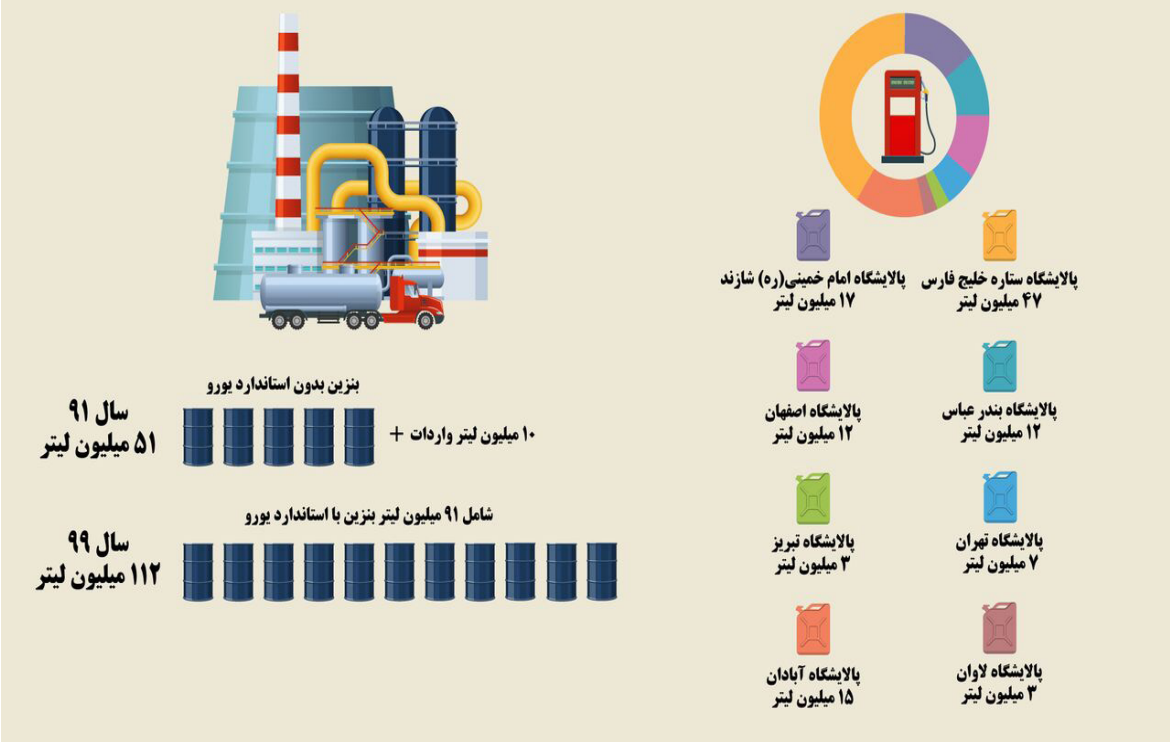 پالایشگاه ستاره خلیج فارس
۴۷ میلیون لیتر
پالایشگاه امام خمینی(ره) شازند
۱۷ میلیون لیتر
پالایشگاه بندر عباس
۱۲ میلیون لیتر
پالایشگاه اصفهان
۱۲ میلیون لیتر
پالایشگاه تهران
۷ میلیون لیتر
پالایشگاه تبریز
۳ میلیون لیتر
پالایشگاه لاوان
۳ میلیون لیتر
پالایشگاه آبادان
۱۵ میلیون لیتر
بنزین بدون استاندارد یورو
۱۰ میلیون لیتر واردات +
سال ۹۱
۵۱ میلیون لیتر
شامل ۹۱ میلیون لیتر بنزین با استاندارد یورو
سال ۹۹
۱۱۲ میلیون لیتر